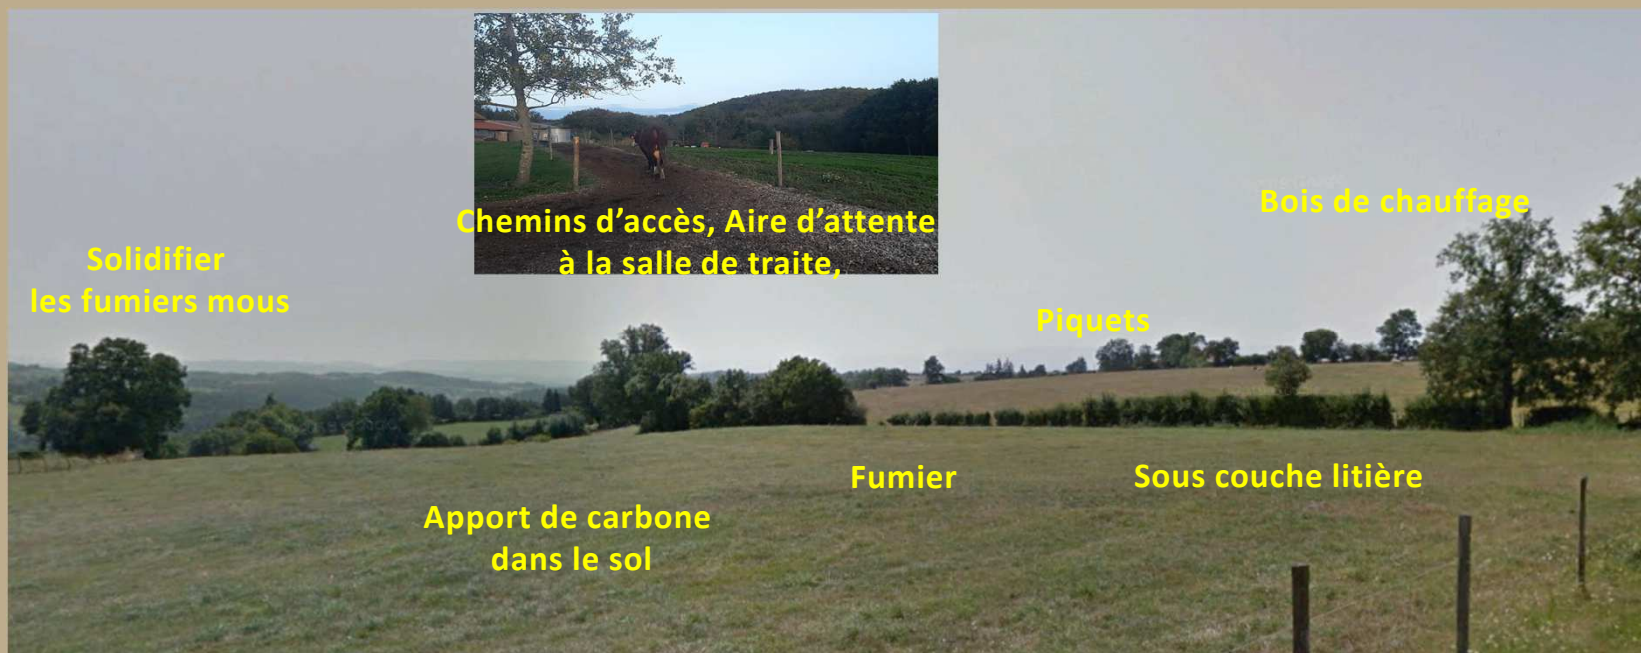 Chemins d’accès, Aire d’attente
à la salle de traite,
Bois de chauffage
Solidifier
les fumiers mous
Piquets
Fumier
Sous couche litière
Apport de carbone
dans le sol